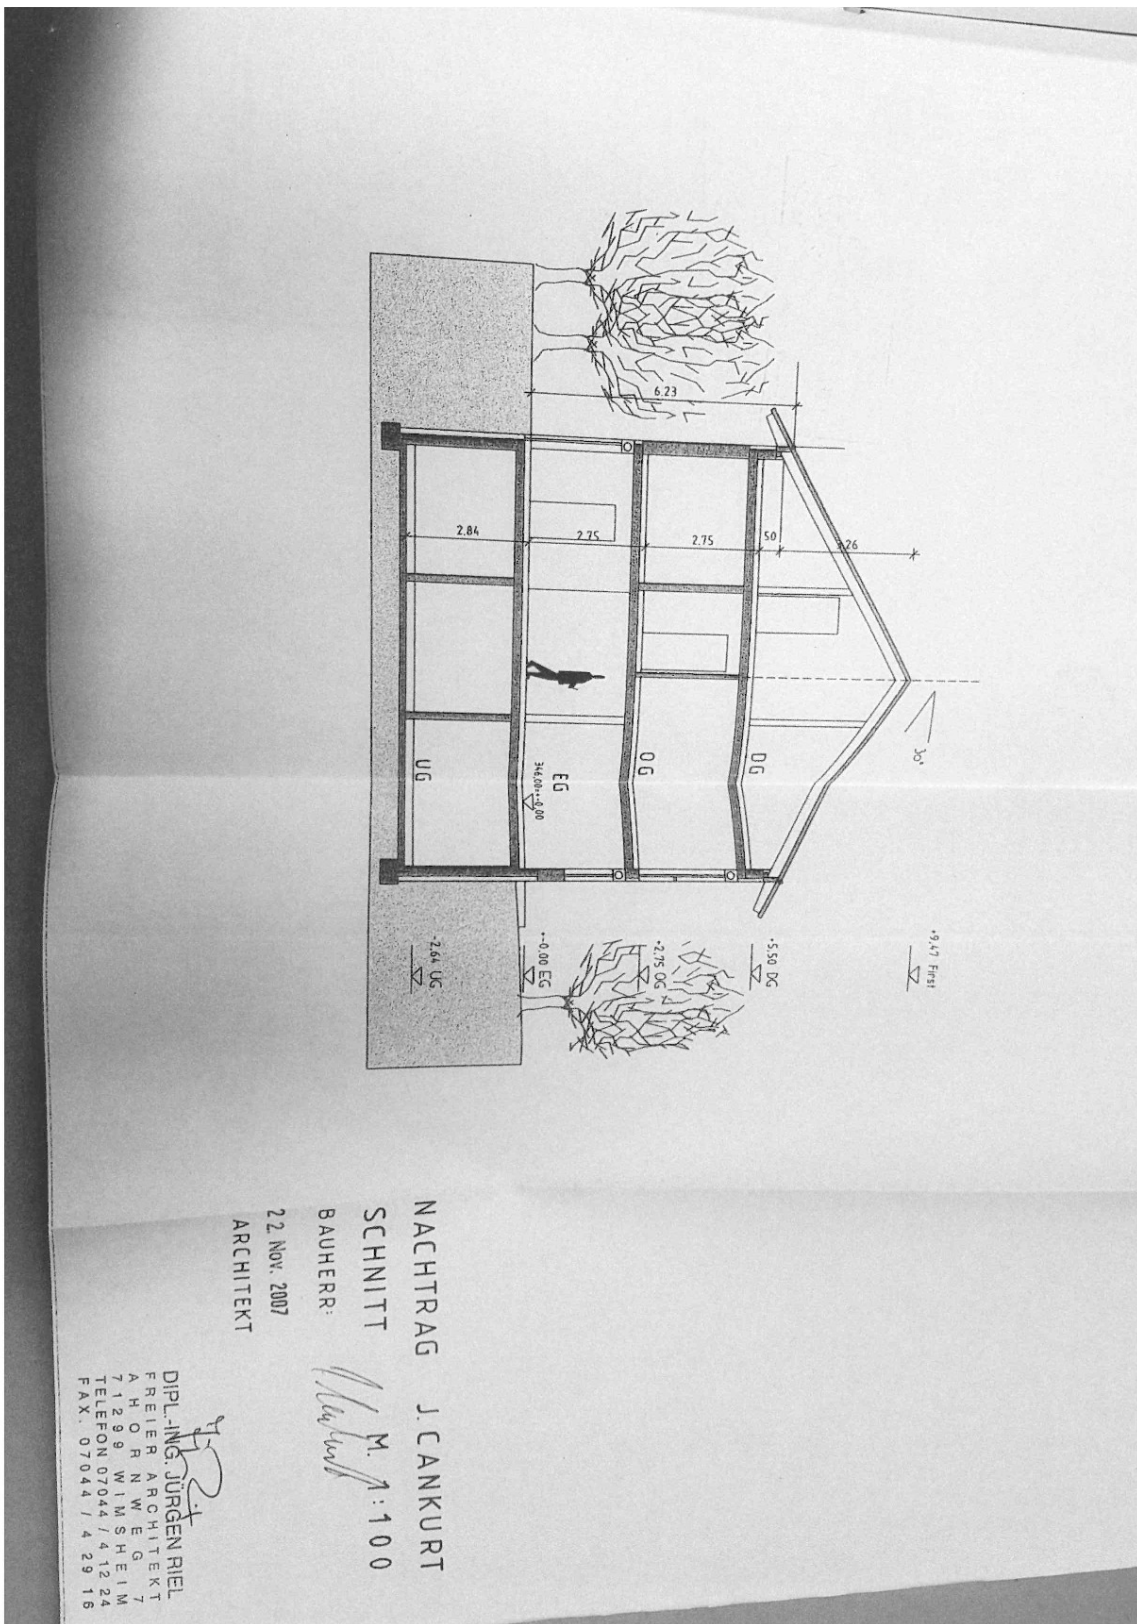 +9.47 First
30°
6.23
7.26
50
+5.50 DG
DG
2.75
+2.75 OG
OG
2.75
EG
346,00=+-0,00
+-0.00 EG
2.84
UG
-2.64 UG
NACHTRAG J.CANKURT
SCHNITT M. 1:100
BAUHERR:
22. Nov. 2007
ARCHITEKT
DIPL.-ING. JÜRGEN RIEL
FREIER ARCHITEKT
AHORNWEG 7
71299 WIMSHEIM
TELEFON 07044 / 4 12 24
FAX. 07044 / 4 29 16